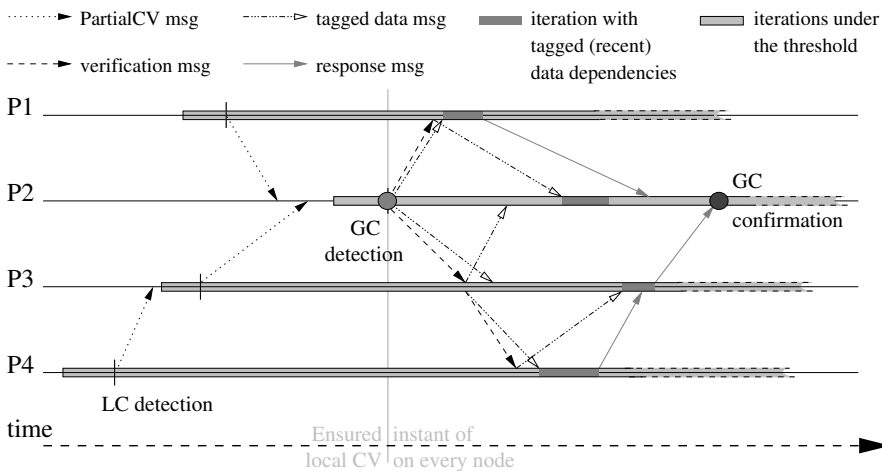 PartialCV msg
tagged data msg
iteration with
tagged (recent)
data dependencies
iterations under
the threshold
verification msg
response msg
P1
P2
GC
detection
GC
confirmation
P3
P4
LC detection
time
Ensured instant of
local CV on every node